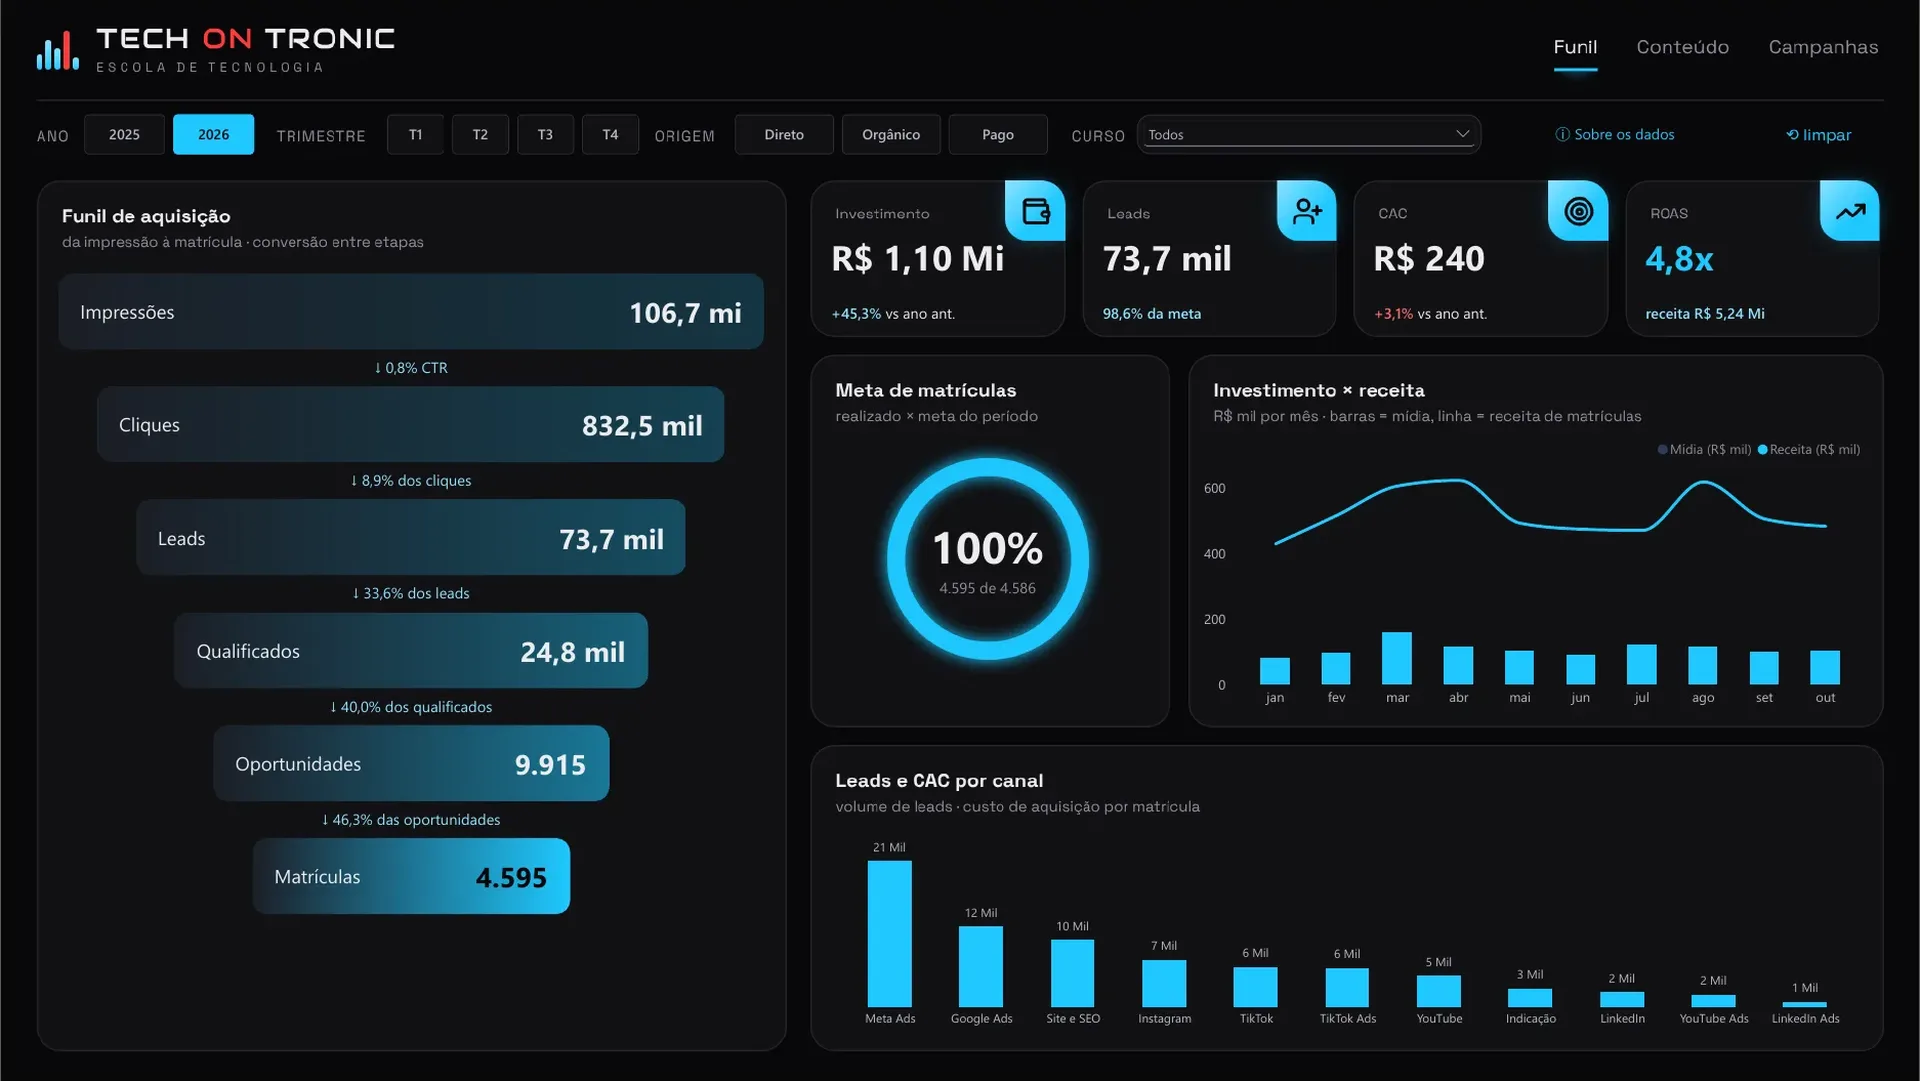 TECH ON TRONIC
ESCOLA DE TECNOLOGIA
Funil
Conteúdo
Campanhas
ANO
2025
2026
TRIMESTRE
T1
T2
T3
T4
ORIGEM
Direto
Orgânico
Pago
CURSO
Todos
ⓘ Sobre os dados
⟲ limpar
Funil de aquisição
da impressão à matrícula · conversão entre etapas
Impressões
106,7 mi
↓ 0,8% CTR
Cliques
832,5 mil
↓ 8,9% dos cliques
Leads
73,7 mil
↓ 33,6% dos leads
Qualificados
24,8 mil
↓ 40,0% dos qualificados
Oportunidades
9.915
↓ 46,3% das oportunidades
Matrículas
4.595
Investimento
R$ 1,10 Mi
+45,3% vs ano ant.
Leads
73,7 mil
98,6% da meta
CAC
R$ 240
+3,1% vs ano ant.
ROAS
4,8x
receita R$ 5,24 Mi
Meta de matrículas
realizado × meta do período
100%
4.595 de 4.586
Investimento × receita
R$ mil por mês · barras = mídia, linha = receita de matrículas
Mídia (R$ mil)
Receita (R$ mil)
600
400
200
0
jan
fev
mar
abr
mai
jun
jul
ago
set
out
Leads e CAC por canal
volume de leads · custo de aquisição por matrícula
21 Mil
12 Mil
10 Mil
7 Mil
6 Mil
6 Mil
5 Mil
3 Mil
2 Mil
2 Mil
1 Mil
Meta Ads
Google Ads
Site e SEO
Instagram
TikTok
TikTok Ads
YouTube
Indicação
LinkedIn
YouTube Ads
LinkedIn Ads